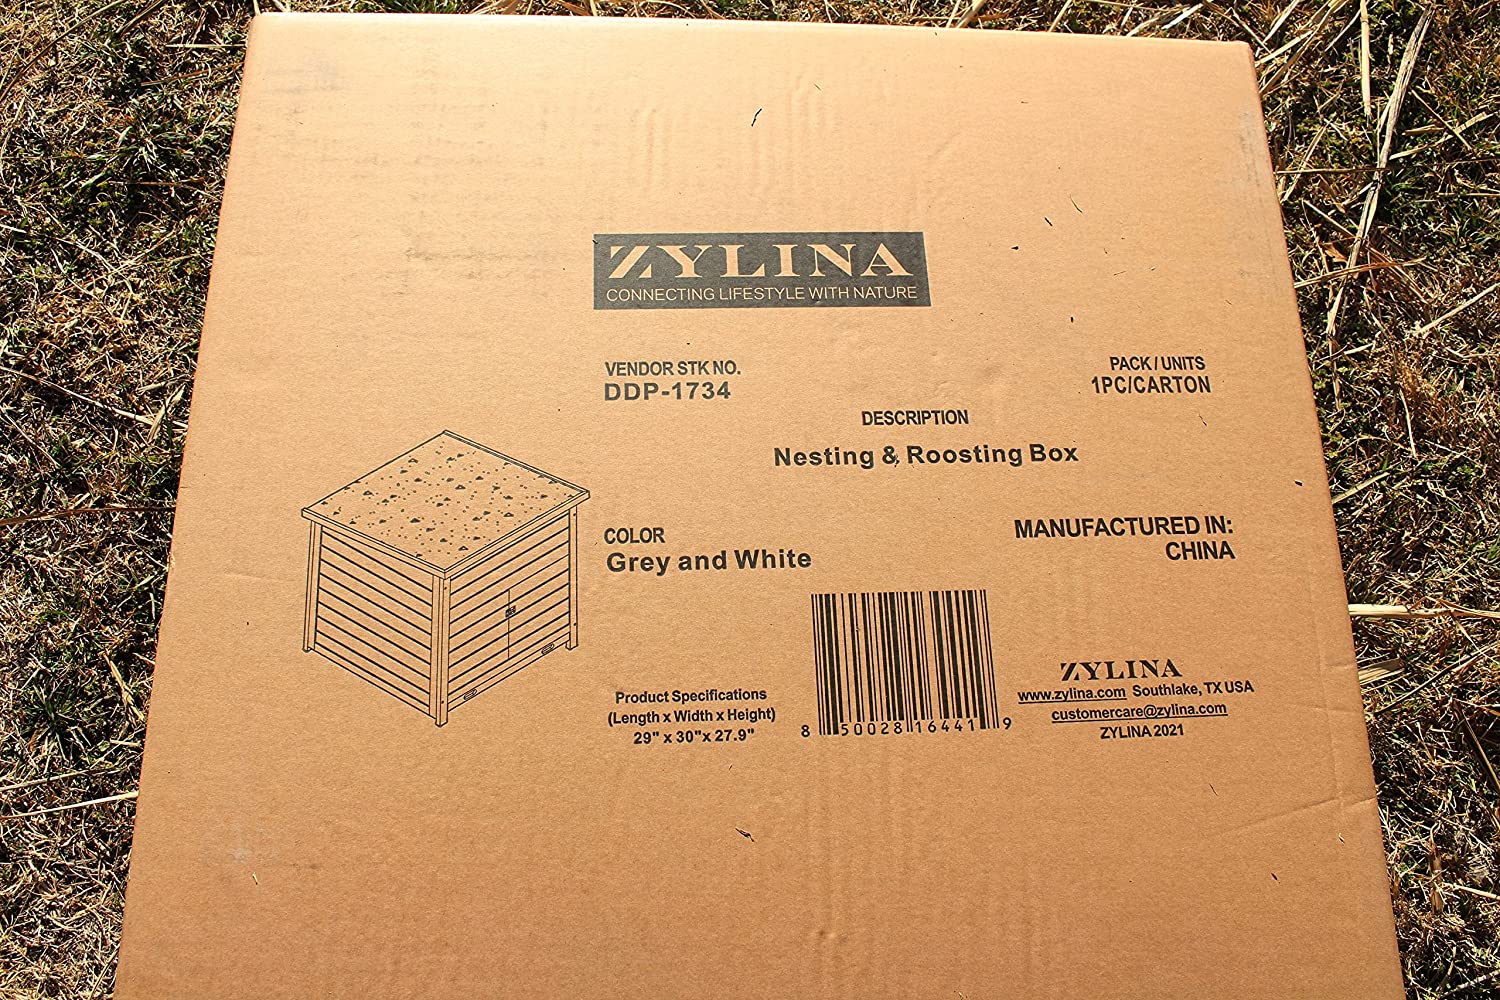 ZYLINA
CONNECTING LIFESTYLE WITH NATURE
VENDOR STK NO.
DDP-1734
PACK / UNITS
1PC/CARTON
DESCRIPTION
Nesting & Roosting Box
COLOR
Grey and White
MANUFACTURED IN:
CHINA
Product Specifications
(Length x Width x Height)
29" x 30"x 27.9"
8 50028 16441 9
ZYLINA
www.zylina.com Southlake, TX USA
customercare@zylina.com
ZYLINA 2021